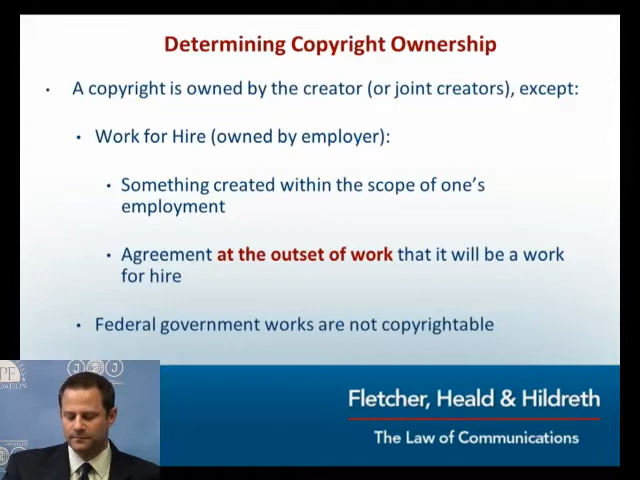 Determining Copyright Ownership
• A copyright is owned by the creator (or joint creators), except:
• Work for Hire (owned by employer):
• Something created within the scope of one's
employment
• Agreement at the outset of work that it will be a work
for hire
• Federal government works are not copyrightable
Fletcher, Heald & Hildreth
The Law of Communications